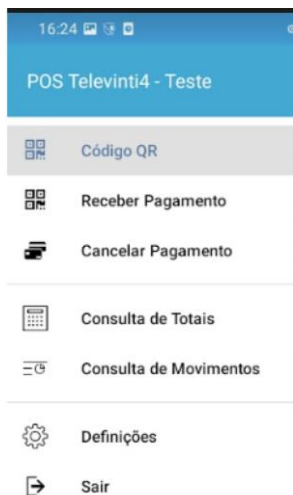 16:24
POS Televinti4 - Teste
Código QR
Receber Pagamento
Cancelar Pagamento
Consulta de Totais
Consulta de Movimentos
Definições
Sair